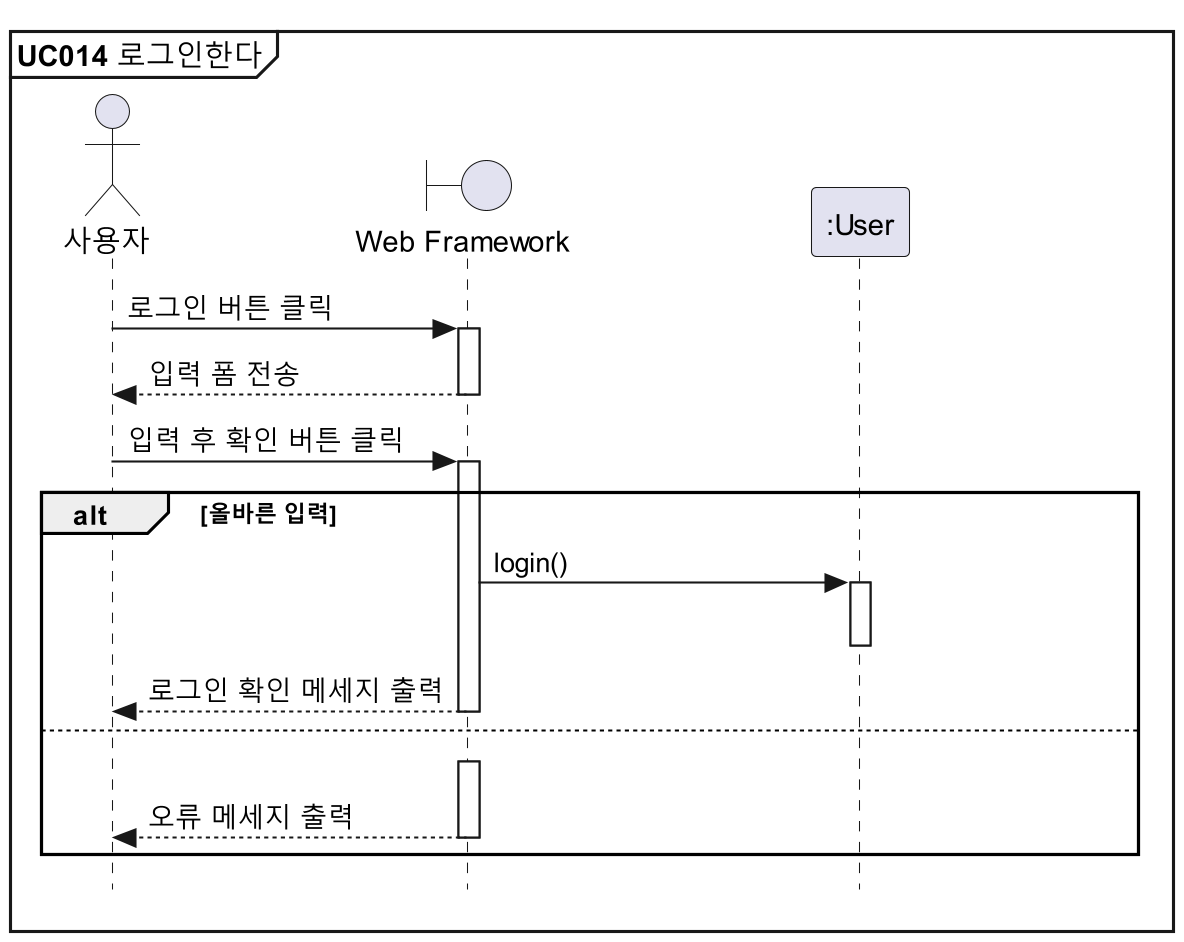 UC014 로그인한다
사용자
Web Framework
:User
로그인 버튼 클릭
입력 폼 전송
입력 후 확인 버튼 클릭
alt [올바른 입력]
login()
로그인 확인 메세지 출력
오류 메세지 출력